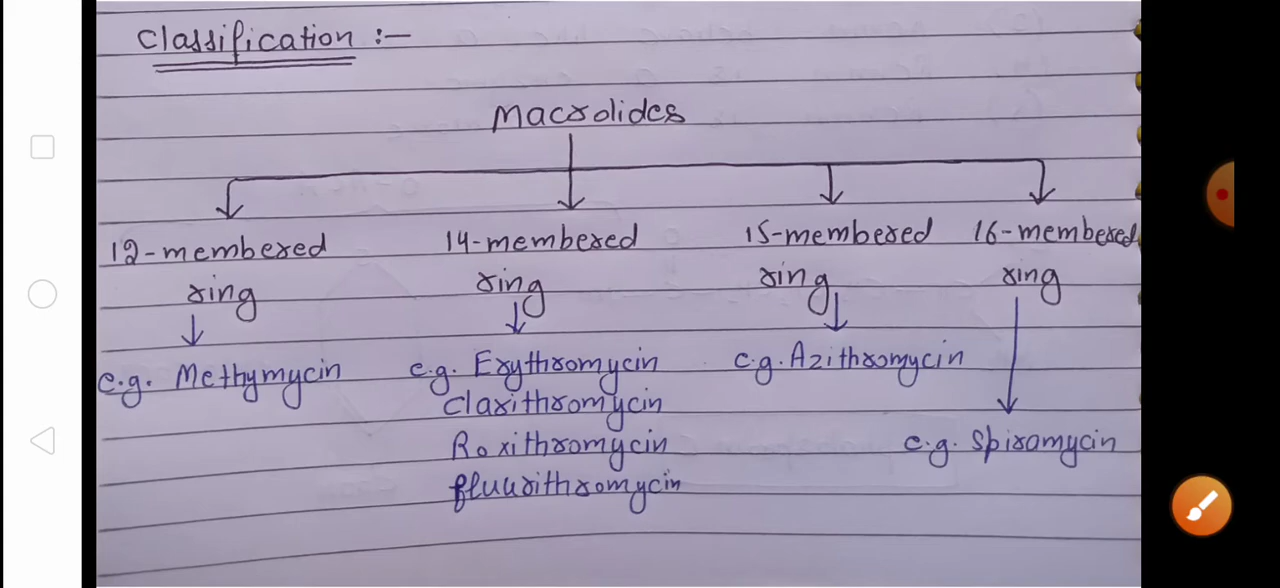 Classification :-
Macrolides
12-membered ring
14-membered ring
15-membered ring
16-membered ring
e.g. Methymycin
e.g. Erythromycin
Clarithromycin
Roxithromycin
fluurithromycin
e.g. Azithromycin
e.g. Spiramycin